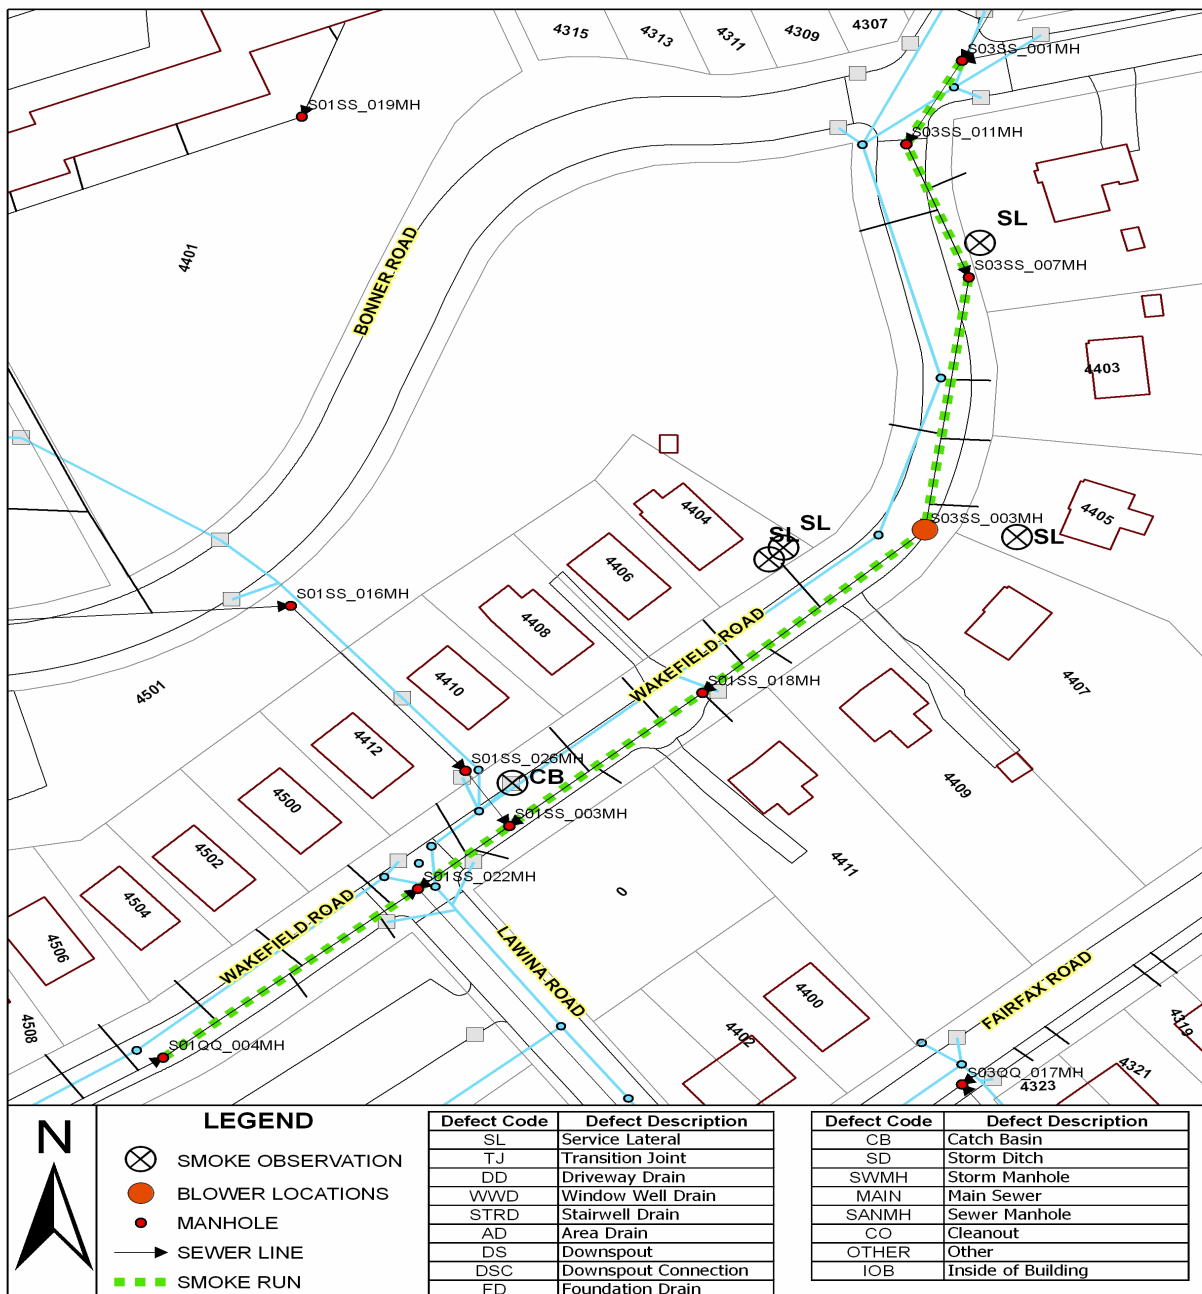 4315
4313
4311
4309
4307
S03SS_001MH
S01SS_019MH
S03SS_011MH
SL
4401
BONNER ROAD
S03SS_007MH
4403
4404
SL
SL
S03SS_003MH
4405
SL
4406
S01SS_016MH
4408
WAKEFIELD ROAD
4501
4410
S01SS_018MH
4407
4412
S01SS_026MH
CB
4409
4500
S01SS_003MH
4502
4411
S01SS_022MH
0
4504
WAKEFIELD ROAD
4506
LAWINA ROAD
FAIRFAX ROAD
4400
4508
4402
4319
S01QQ_004MH
S03QQ_017MH
4321
4323
N
LEGEND
SMOKE OBSERVATION
BLOWER LOCATIONS
MANHOLE
SEWER LINE
SMOKE RUN
Defect Code Defect Description
SL Service Lateral
TJ Transition Joint
DD Driveway Drain
WWD Window Well Drain
STRD Stairwell Drain
AD Area Drain
DS Downspout
DSC Downspout Connection
FD Foundation Drain
Defect Code Defect Description
CB Catch Basin
SD Storm Ditch
SWMH Storm Manhole
MAIN Main Sewer
SANMH Sewer Manhole
CO Cleanout
OTHER Other
IOB Inside of Building